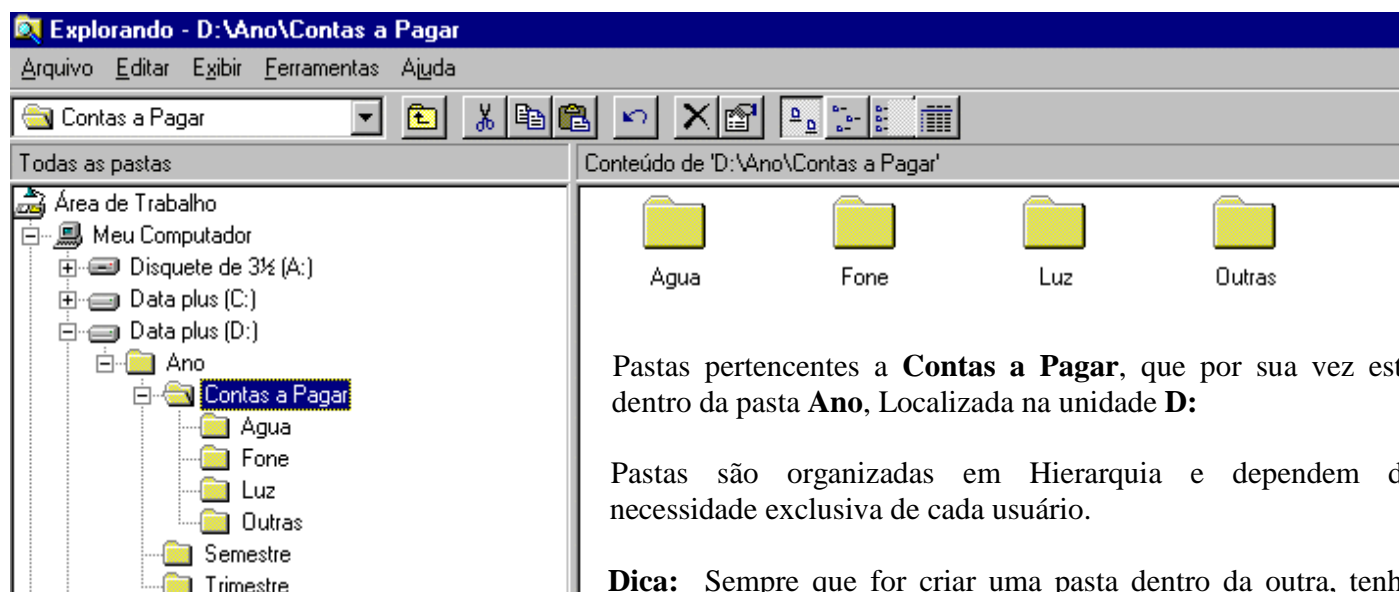 Explorando - D:\Ano\Contas a Pagar
Arquivo Editar Exibir Ferramentas Ajuda
Contas a Pagar
Todas as pastas
Conteúdo de 'D:\Ano\Contas a Pagar'
Área de Trabalho
Meu Computador
Disquete de 3½ (A:)
Data plus (C:)
Data plus (D:)
Ano
Contas a Pagar
Agua
Fone
Luz
Outras
Semestre
Trimestre
Agua Fone Luz Outras
Pastas pertencentes a Contas a Pagar, que por sua vez
dentro da pasta Ano, Localizada na unidade D:
Pastas são organizadas em Hierarquia e dependem
necessidade exclusiva de cada usuário.
Dica: Sempre que for criar uma pasta dentro da outra,